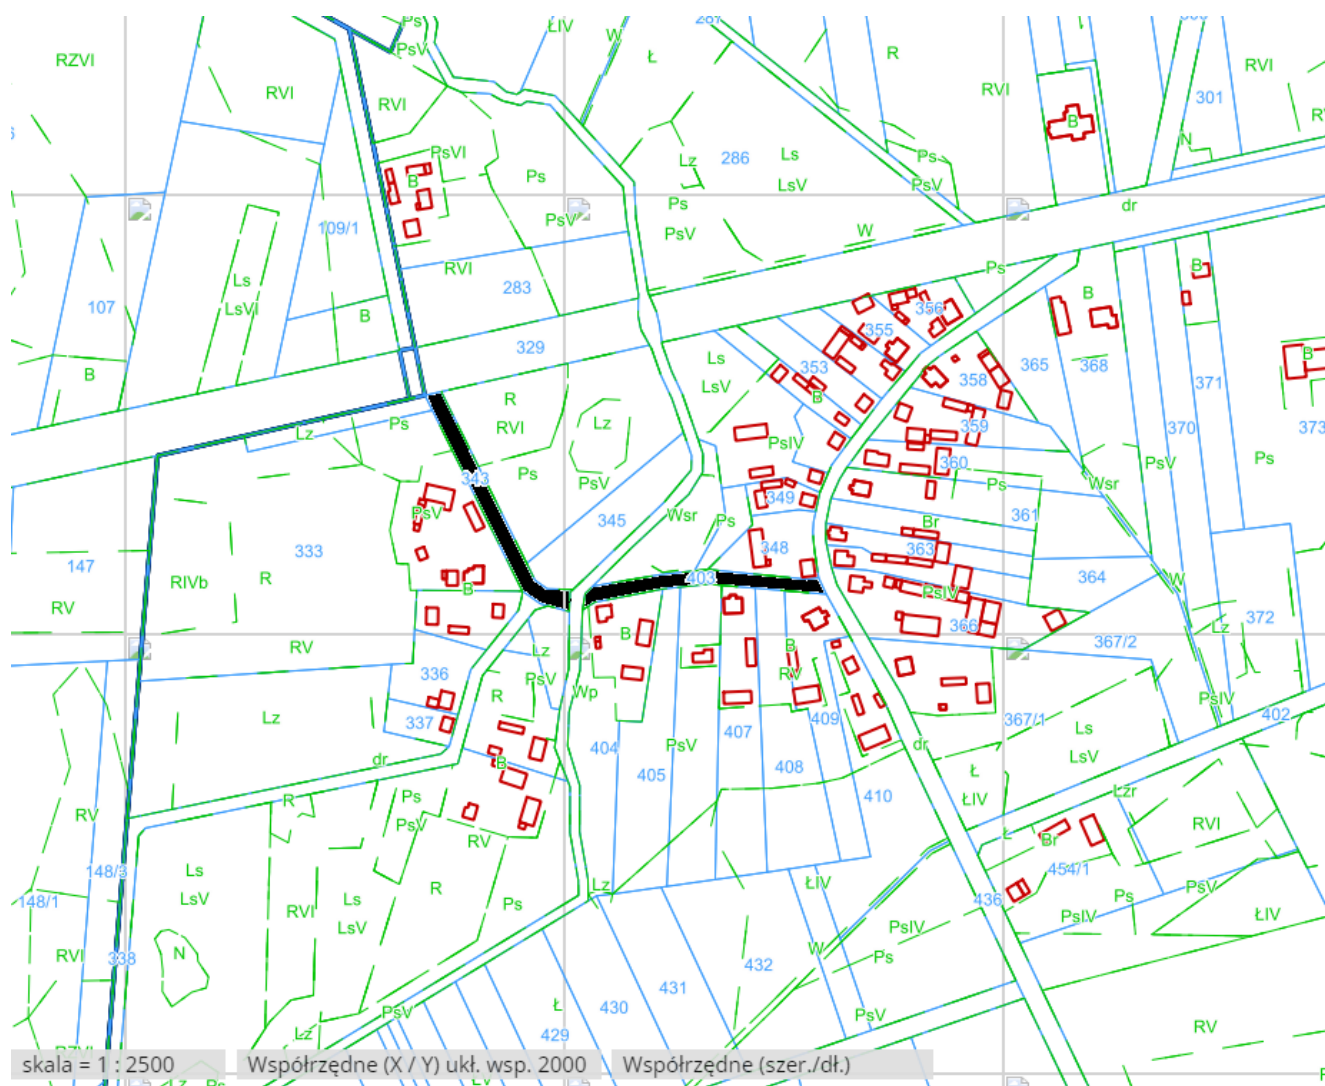 Ps
ŁIV
287
W
PsV
Ł
R
RZVI
RVI
RVI
RVI
RVI
301
B
N
PsVI
Lz
286
Ls
Ps
B
Ps
LsV
PsV
Ps
PsV
PsV
dr
109/1
W
RVI
Ls
283
Ps
B
B
107
LsVI
B
356
355
329
Ls
353
365
368
358
371
B
B
LsV
B
R
Ps
RVI
Lz
359
370
373
Lz
PsIV
343
Ps
PsV
360
PsV
Ps
Wsr
Ps
349
PsV
345
Wsr
Ps
Br
361
333
348
363
147
RIVb
R
403
364
W
B
PsIV
RV
366
372
B
Lz
RV
Lz
B
367/2
336
PsV
RV
R
Wp
PsIV
Lz
337
409
367/1
402
404
PsV
407
Ls
dr
B
405
408
dr
LsV
Ł
R
Ps
410
ŁIV
Łzr
PsV
RV
Ł
RVI
RV
Br
148/3
Ls
454/1
148/1
LsV
Ls
R
Lz
ŁIV
PsV
RVI
LsV
Ps
436
Ps
PsIV
ŁIV
PsIV
RVI
338
N
W
Ps
432
431
430
Ł
PsV
PsV
429
Lz
RV
skala = 1 : 2500 Współrzędne (X / Y) ukł. wsp. 2000 Współrzędne (szer./dł.)